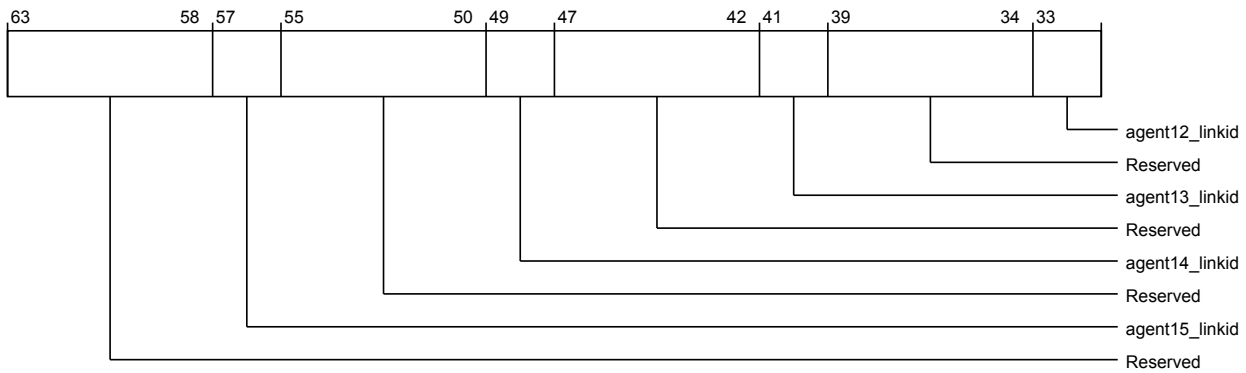 63 58 57 55 50 49 47 42 41 39 34 33
agent12_linkid
Reserved
agent13_linkid
Reserved
agent14_linkid
Reserved
agent15_linkid
Reserved